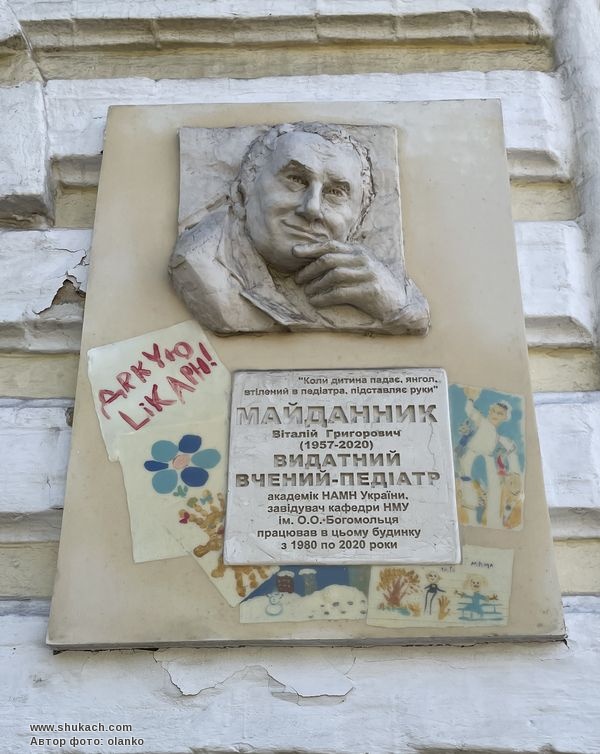 ДЯКУЮ
LIКАРЮ!
"Коли дитина падає, янгол,
втілений в педіатра, підставляє руки"
МАЙДАННИК
Віталій Григорович
(1957-2020)
ВИДАТНИЙ
ВЧЕНИЙ-ПЕДІАТР
академік НАМН України,
завідувач кафедри НМУ
ім. О.О. Богомольця
працював в цьому будинку
з 1980 по 2020 роки
www.shukach.com
Автор фото: olanko